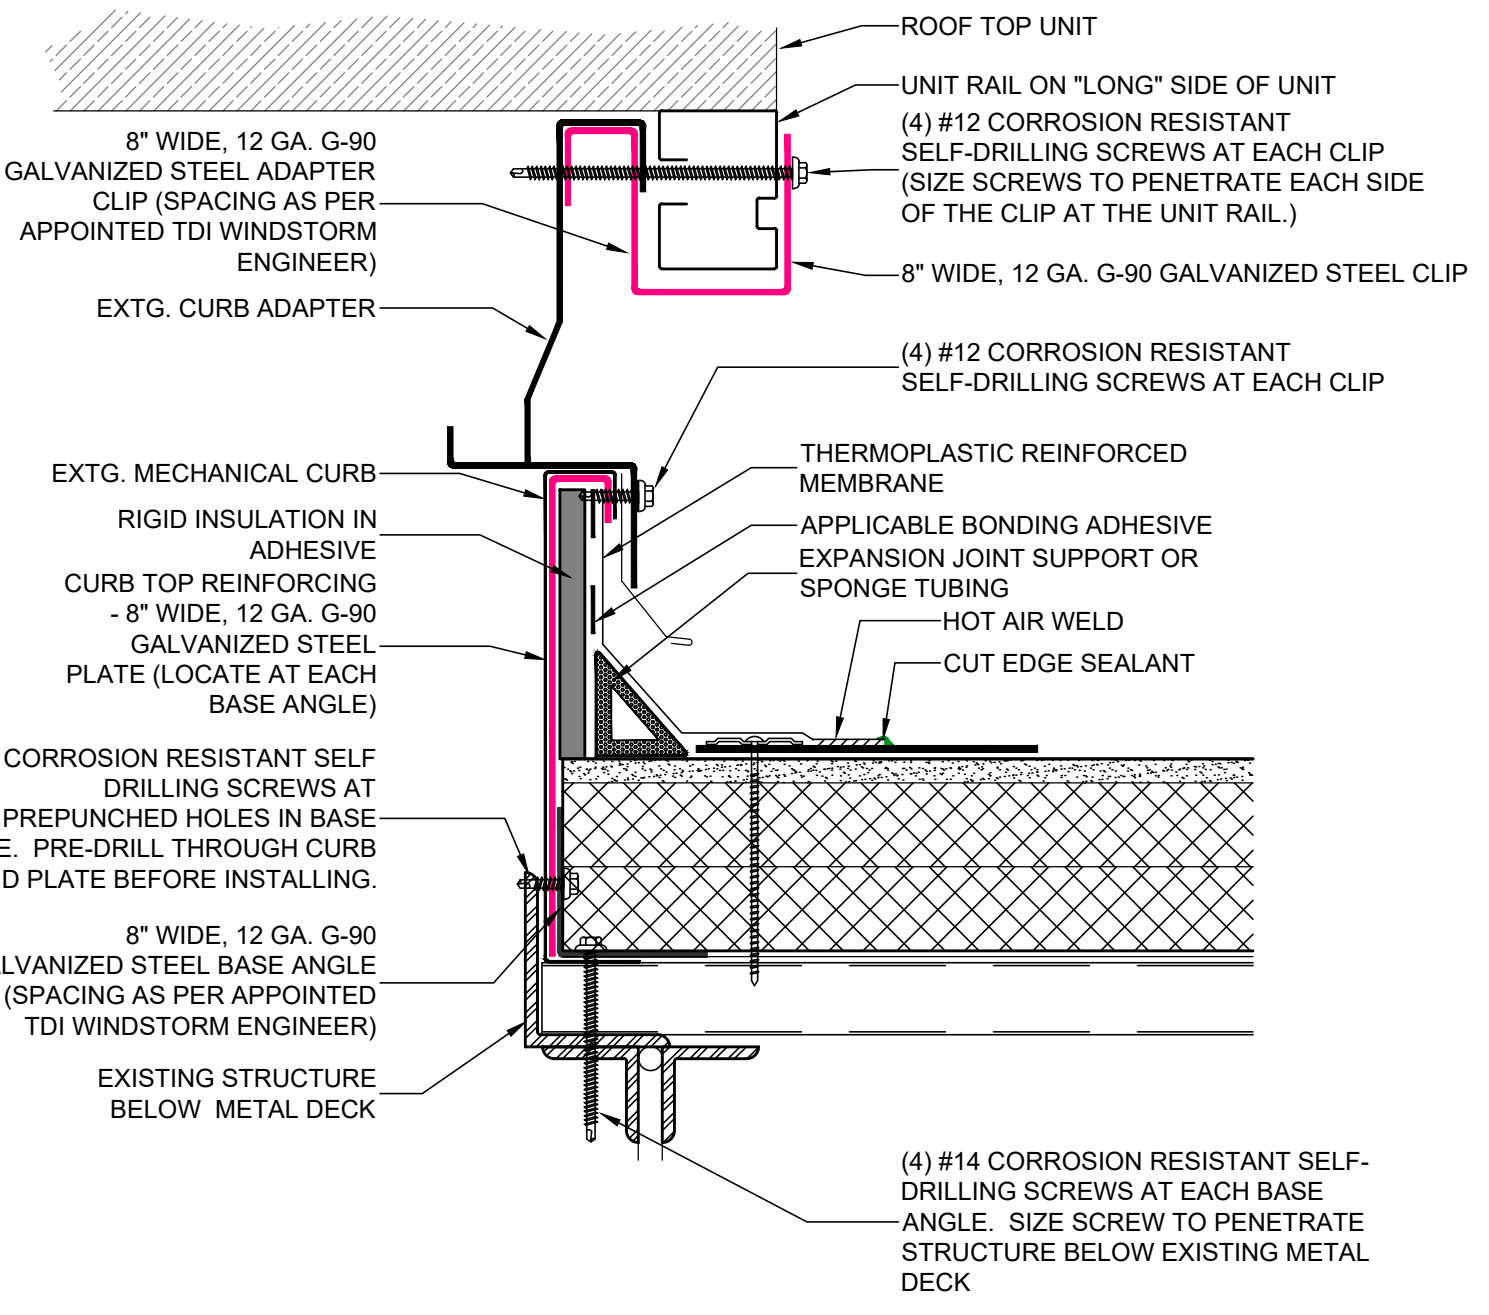 ROOF TOP UNIT
UNIT RAIL ON "LONG" SIDE OF UNIT
(4) #12 CORROSION RESISTANT
SELF-DRILLING SCREWS AT EACH CLIP
(SIZE SCREWS TO PENETRATE EACH SIDE
OF THE CLIP AT THE UNIT RAIL.)
8" WIDE, 12 GA. G-90 GALVANIZED STEEL CLIP
(4) #12 CORROSION RESISTANT
SELF-DRILLING SCREWS AT EACH CLIP
THERMOPLASTIC REINFORCED
MEMBRANE
APPLICABLE BONDING ADHESIVE
EXPANSION JOINT SUPPORT OR
SPONGE TUBING
HOT AIR WELD
CUT EDGE SEALANT
(4) #14 CORROSION RESISTANT SELF-
DRILLING SCREWS AT EACH BASE
ANGLE.  SIZE SCREW TO PENETRATE
STRUCTURE BELOW EXISTING METAL
DECK
8" WIDE, 12 GA. G-90
GALVANIZED STEEL ADAPTER
CLIP (SPACING AS PER
APPOINTED TDI WINDSTORM
ENGINEER)
EXTG. CURB ADAPTER
EXTG. MECHANICAL CURB
RIGID INSULATION IN
ADHESIVE
CURB TOP REINFORCING
- 8" WIDE, 12 GA. G-90
GALVANIZED STEEL
PLATE (LOCATE AT EACH
BASE ANGLE)
CORROSION RESISTANT SELF
DRILLING SCREWS AT
PREPUNCHED HOLES IN BASE
E.  PRE-DRILL THROUGH CURB
D PLATE BEFORE INSTALLING.
8" WIDE, 12 GA. G-90
ALVANIZED STEEL BASE ANGLE
(SPACING AS PER APPOINTED
TDI WINDSTORM ENGINEER)
EXISTING STRUCTURE
BELOW  METAL DECK